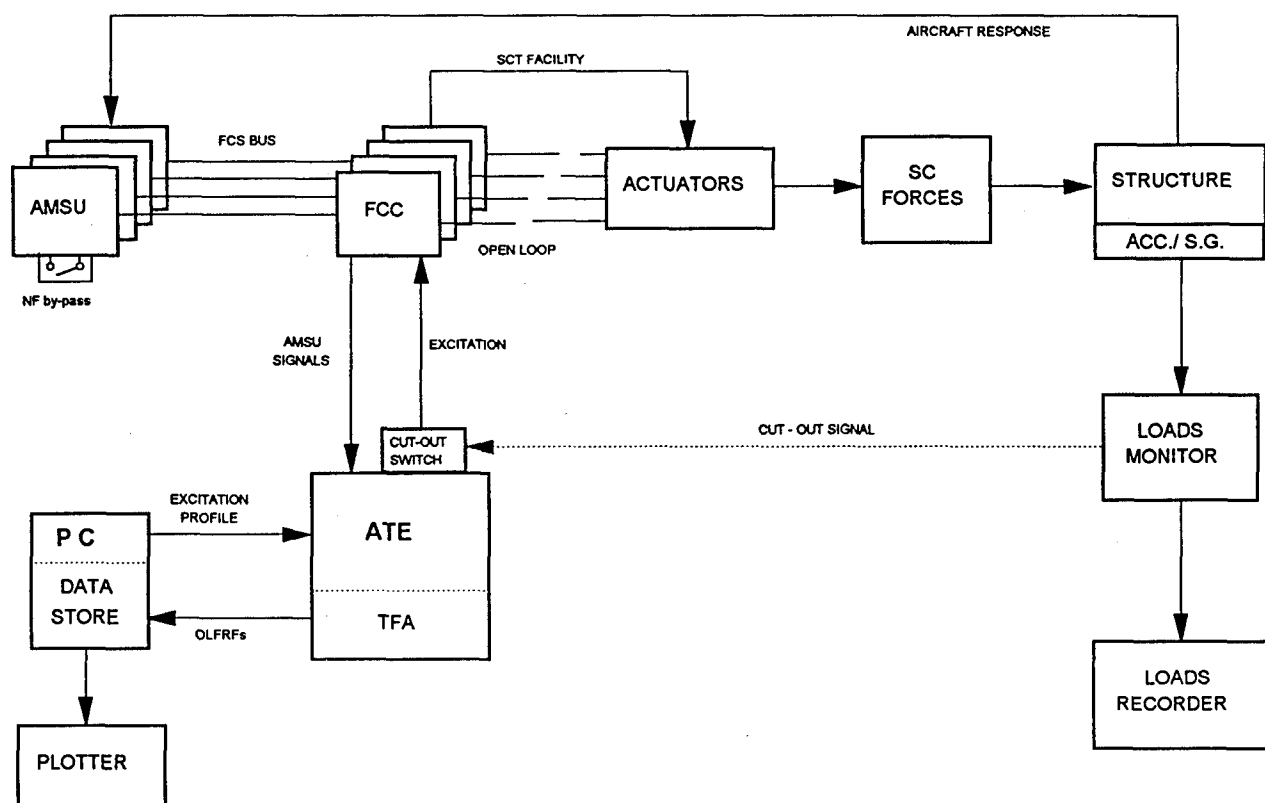 AIRCRAFT RESPONSE
SCT FACILITY
FCS BUS
AMSU
FCC
ACTUATORS
SC
FORCES
STRUCTURE
ACC./ S.G.
OPEN LOOP
NF by-pass
AMSU
SIGNALS
EXCITATION
CUT-OUT
SWITCH
CUT - OUT SIGNAL
LOADS
MONITOR
EXCITATION
PROFILE
P C
DATA
STORE
ATE
TFA
OLFRFs
LOADS
RECORDER
PLOTTER